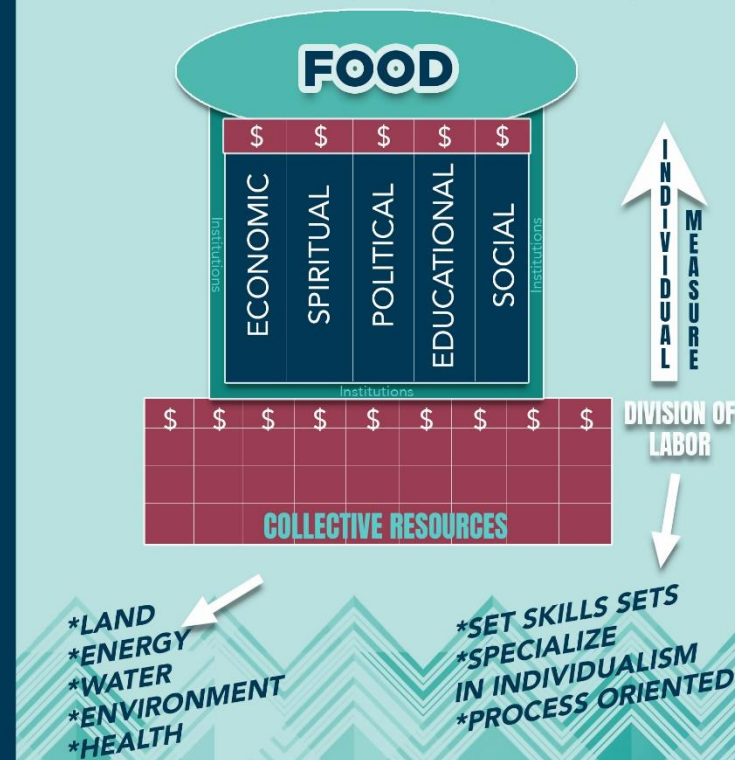 FOOD
$ $ $ $ $
ECONOMIC
SPIRITUAL
POLITICAL
EDUCATIONAL
SOCIAL
Institutions
Institutions
Institutions
INDIVIDUAL
MEASURE
$ $ $ $ $ $ $ $ $
DIVISION OF
LABOR
COLLECTIVE RESOURCES
*LAND
*ENERGY
*WATER
*ENVIRONMENT
*HEALTH
*SET SKILLS SETS
*SPECIALIZE
IN INDIVIDUALISM
*PROCESS ORIENTED